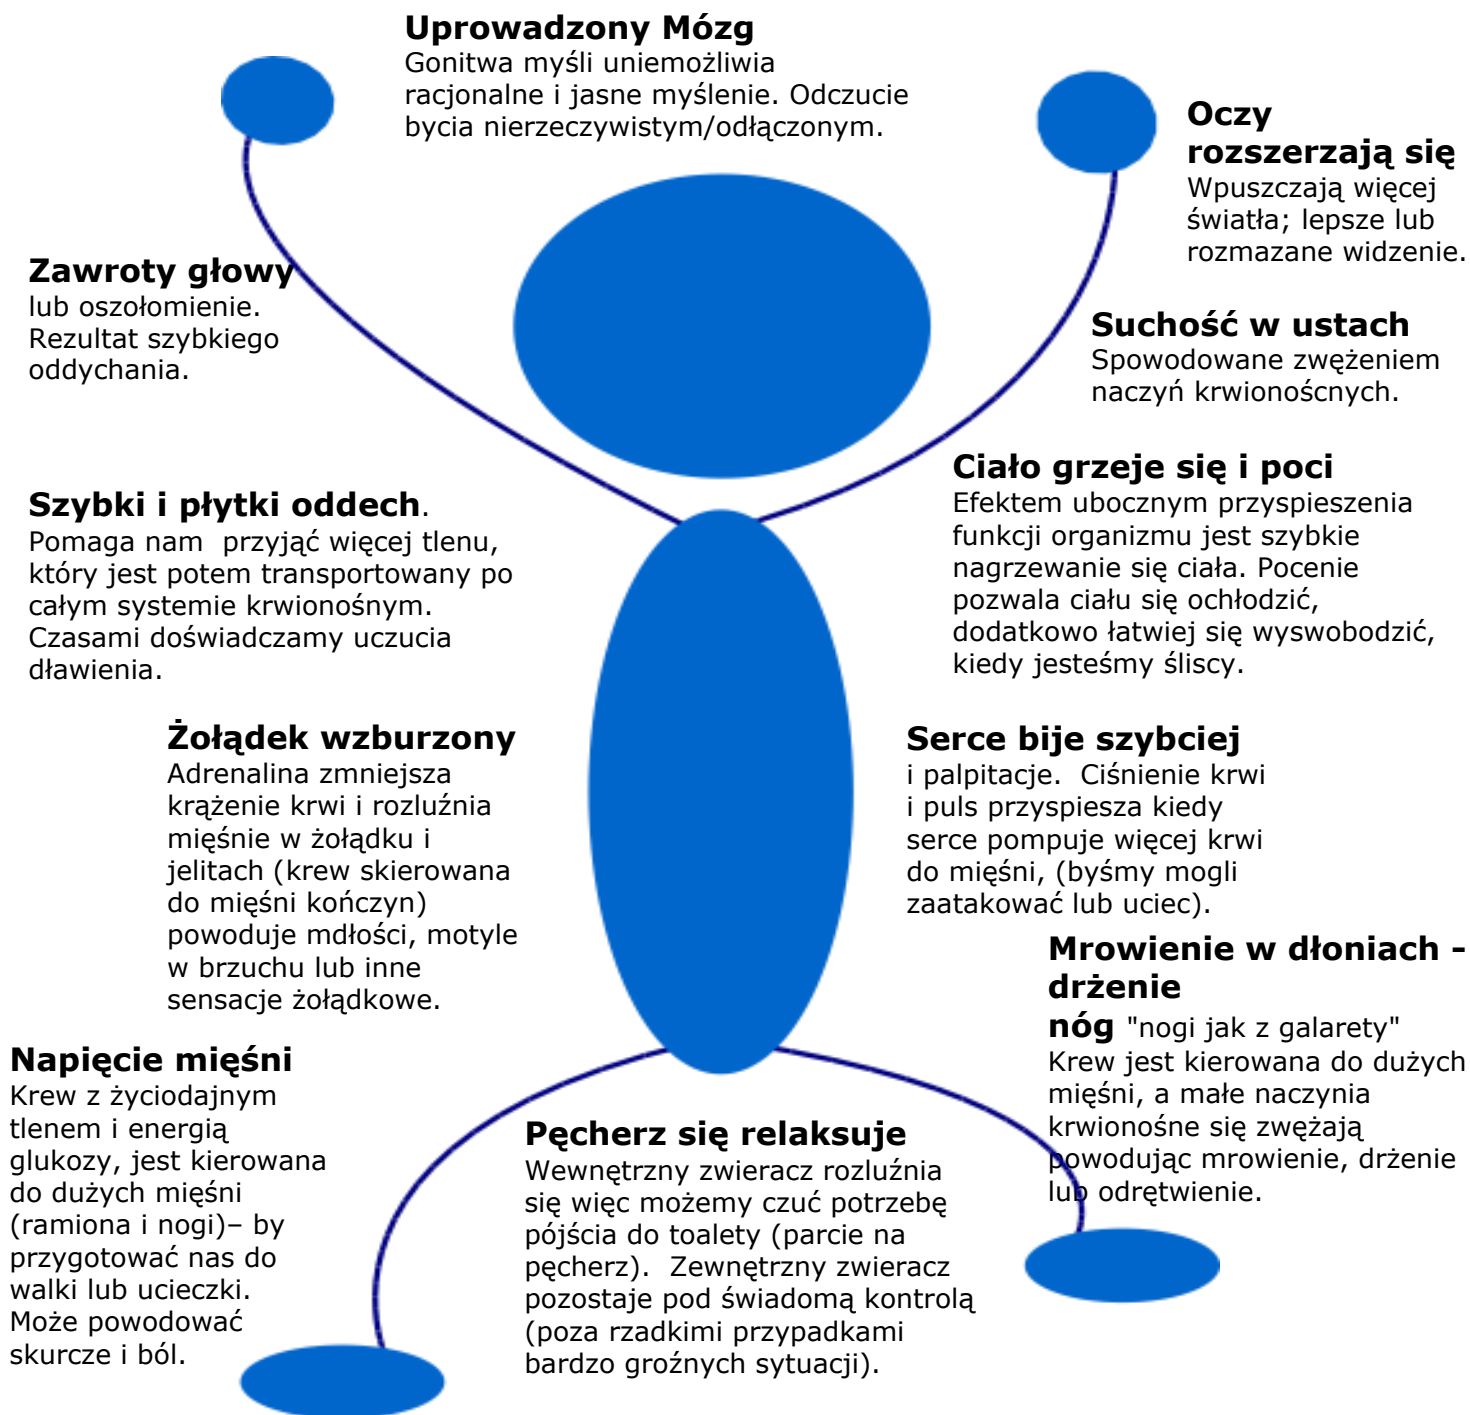 Uprowadzony Mózg
Gonitwa myśli uniemożliwia
racjonalne i jasne myślenie. Odczucie
bycia nierzeczywistym/odłączonym.
Oczy
rozszerzają się
Wpuszczają więcej
światła; lepsze lub
rozmazane widzenie.
Zawroty głowy
lub oszołomienie.
Rezultat szybkiego
oddychania.
Suchość w ustach
Spowodowane zwężeniem
naczyń krwionoścnych.
Szybki i płytki oddech.
Pomaga nam  przyjąć więcej tlenu,
który jest potem transportowany po
całym systemie krwionośnym.
Czasami doświadczamy uczucia
dławienia.
Ciało grzeje się i poci
Efektem ubocznym przyspieszenia
funkcji organizmu jest szybkie
nagrzewanie się ciała. Pocenie
pozwala ciału się ochłodzić,
dodatkowo łatwiej się wyswobodzić,
kiedy jesteśmy śliscy.
Żołądek wzburzony
Adrenalina zmniejsza
krążenie krwi i rozluźnia
mięśnie w żołądku i
jelitach (krew skierowana
do mięśni kończyn)
powoduje mdłości, motyle
w brzuchu lub inne
sensacje żołądkowe.
Serce bije szybciej
i palpitacje.  Ciśnienie krwi
i puls przyspiesza kiedy
serce pompuje więcej krwi
do mięśni, (byśmy mogli
zaatakować lub uciec).
Mrowienie w dłoniach -
drżenie
nóg "nogi jak z galarety"
Krew jest kierowana do dużych
mięśni, a małe naczynia
krwionośne się zwężają
powodując mrowienie, drżenie
lub odrętwienie.
Napięcie mięśni
Krew z życiodajnym
tlenem i energią
glukozy, jest kierowana
do dużych mięśni
(ramiona i nogi)– by
przygotować nas do
walki lub ucieczki.
Może powodować
skurcze i ból.
Pęcherz się relaksuje
Wewnętrzny zwieracz rozluźnia
się więc możemy czuć potrzebę
pójścia do toalety (parcie na
pęcherz).  Zewnętrzny zwieracz
pozostaje pod świadomą kontrolą
(poza rzadkimi przypadkami
bardzo groźnych sytuacji).